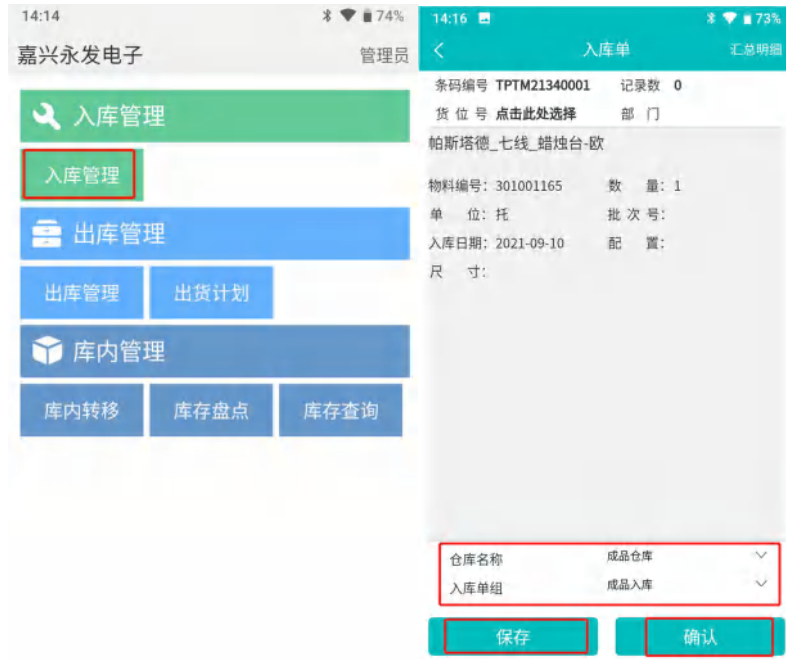 14:14 74%
嘉兴永发电子 管理员
入库管理
入库管理
出库管理
出库管理 出货计划
库内管理
库内转移 库存盘点 库存查询
14:16 73%
入库单 汇总明细
条码编号 TPTM21340001 记录数 0
货 位 号 点击此处选择 部 门
帕斯塔德_七线_蜡烛台-欧
物料编号: 301001165 数 量: 1
单 位: 托 批 次 号:
入库日期: 2021-09-10 配 置:
尺 寸:
仓库名称 成品仓库
入库单组 成品入库
保存 确认